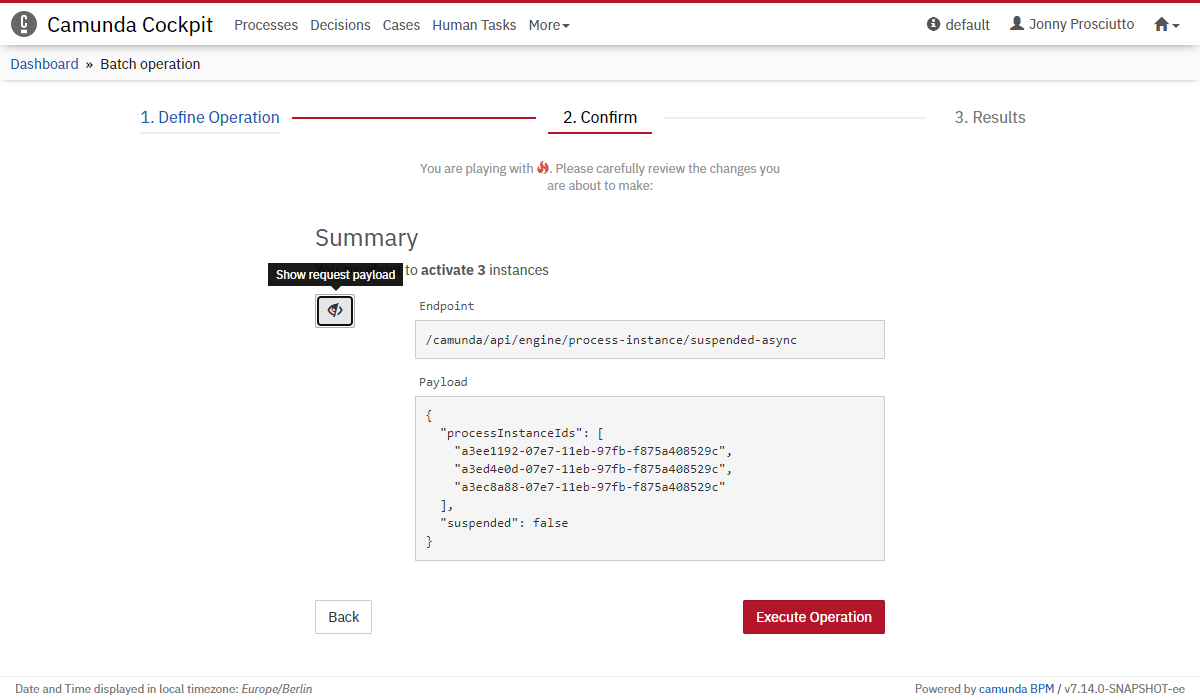 Camunda Cockpit Processes Decisions Cases Human Tasks More default Jonny Prosciutto
Dashboard » Batch operation
1. Define Operation 2. Confirm 3. Results
You are playing with . Please carefully review the changes you
are about to make:
Summary
Show request payload
to activate 3 instances
Endpoint
/camunda/api/engine/process-instance/suspended-async
Payload
{
"processInstanceIds": [
"a3ee1192-07e7-11eb-97fb-f875a408529c",
"a3ed4e0d-07e7-11eb-97fb-f875a408529c",
"a3ec8a88-07e7-11eb-97fb-f875a408529c"
],
"suspended": false
}
Back Execute Operation
Date and Time displayed in local timezone: Europe/Berlin Powered by camunda BPM / v7.14.0-SNAPSHOT-ee